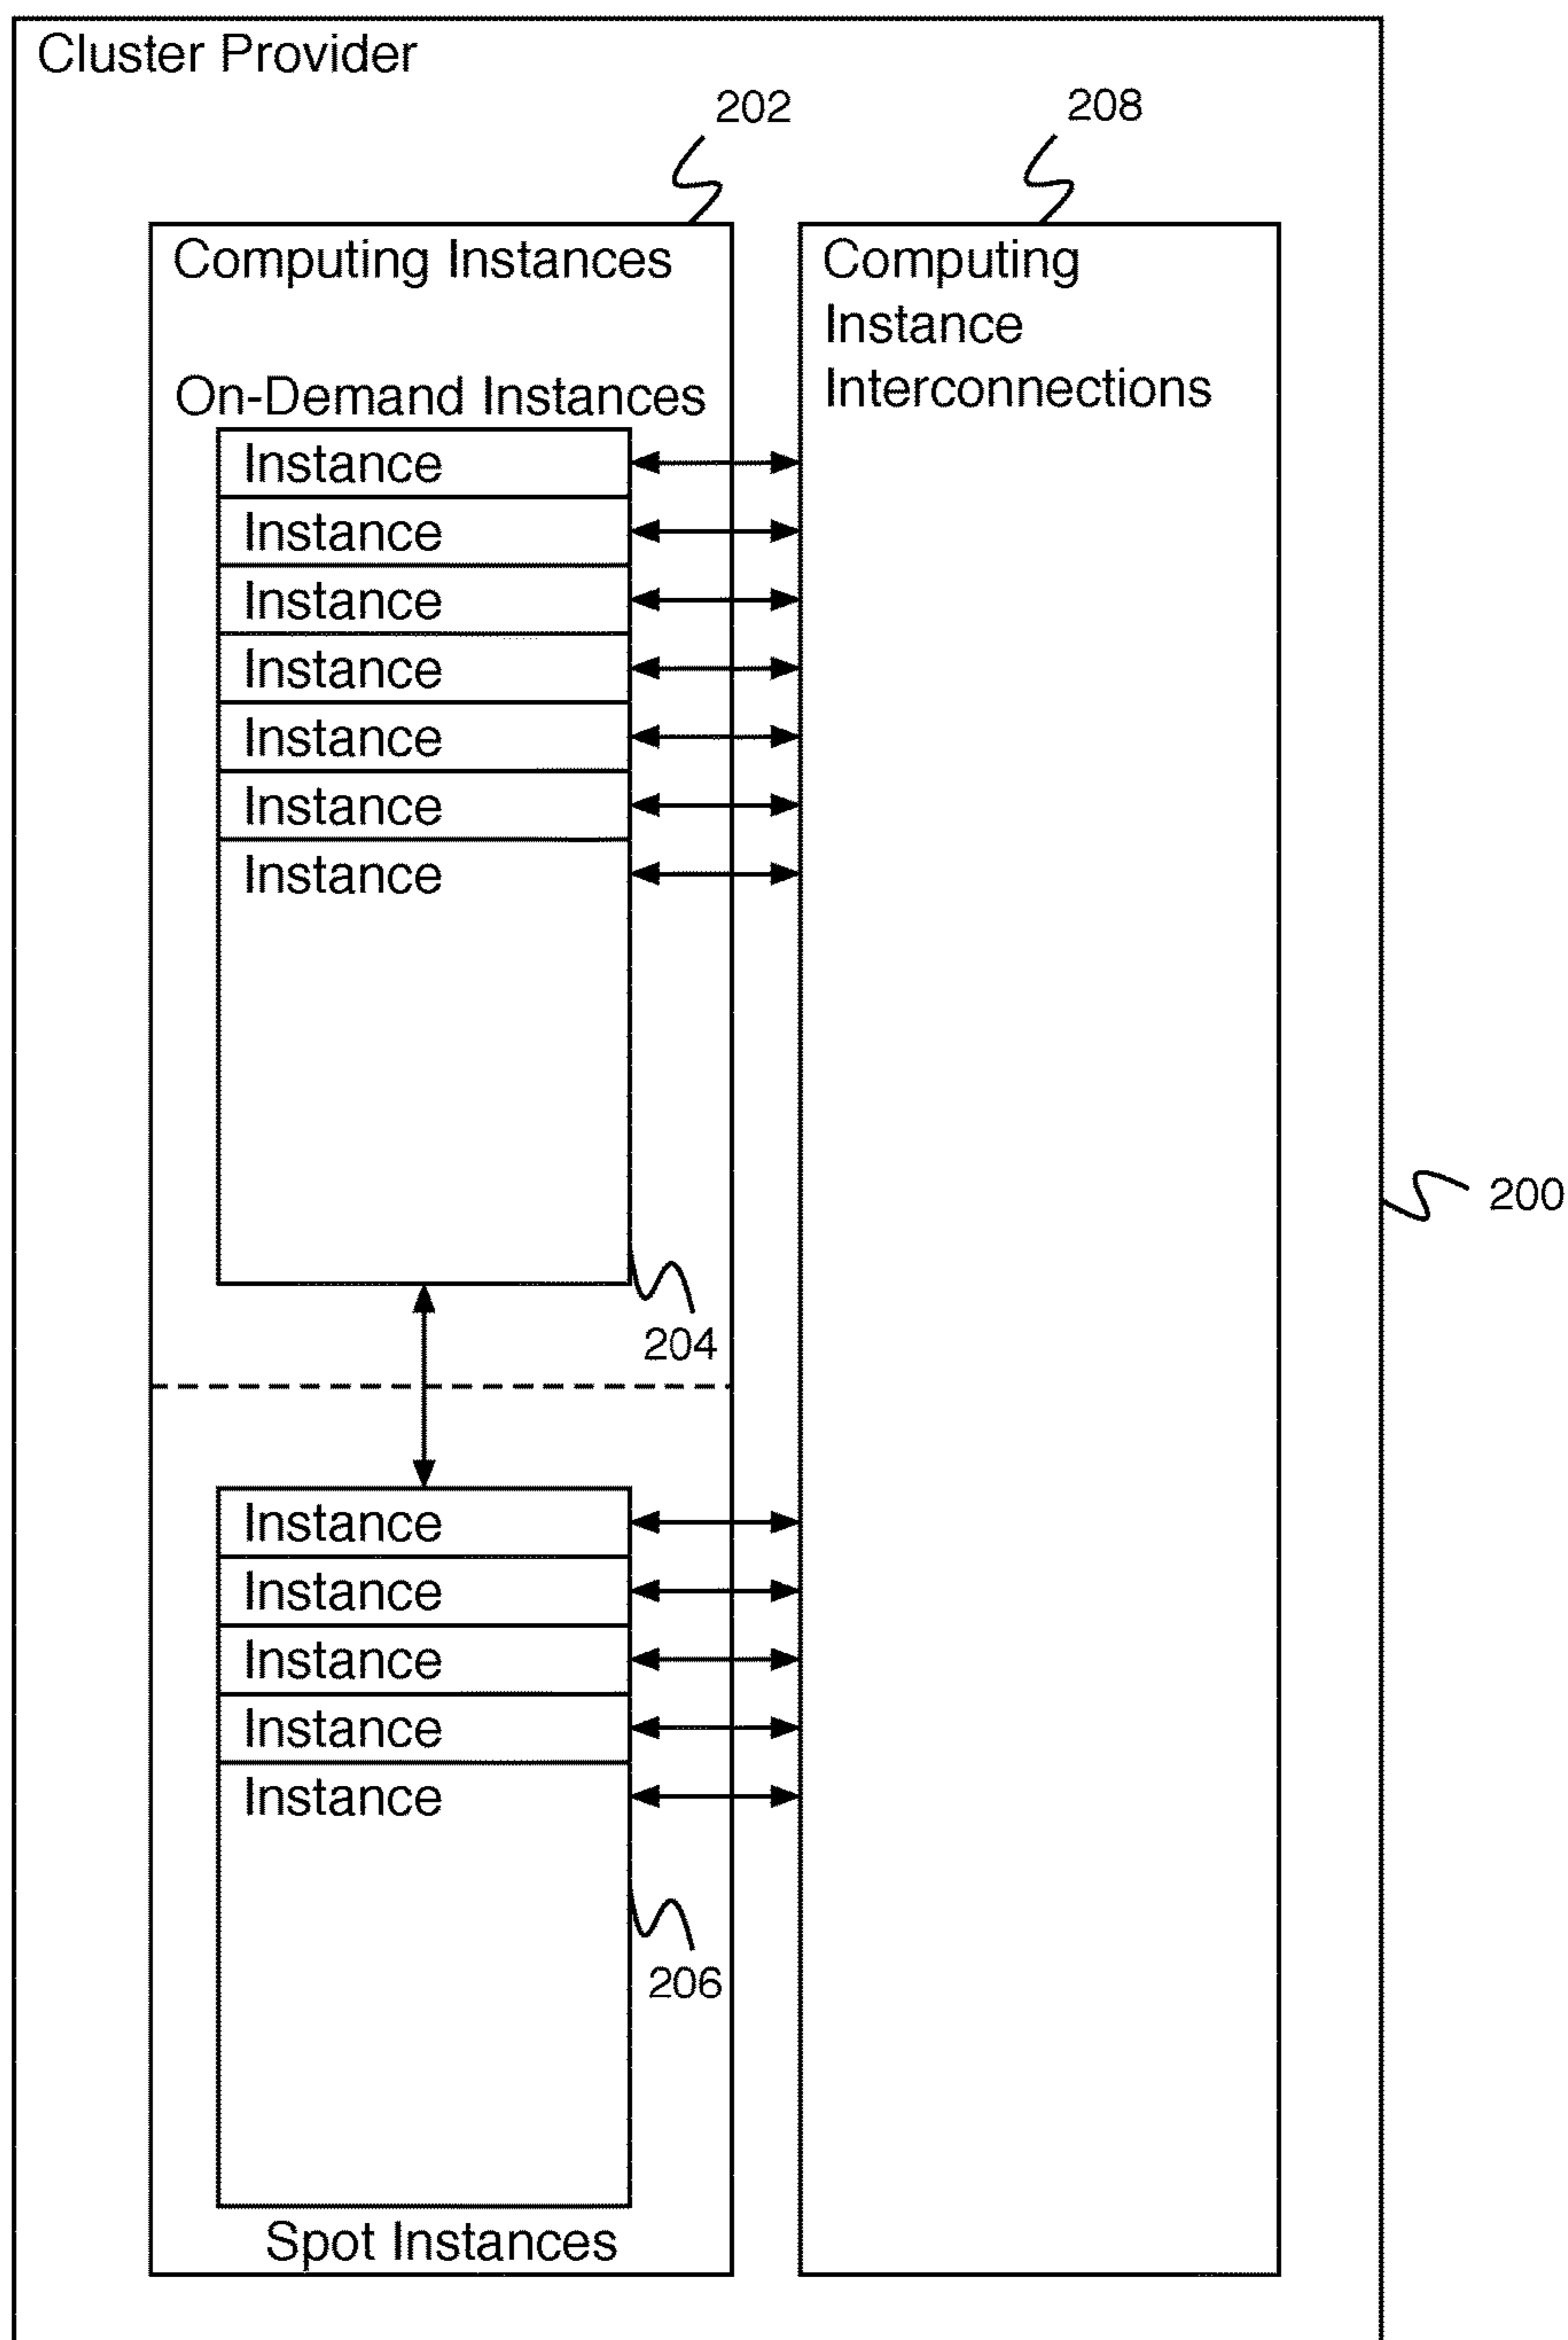 Cluster Provider
202
208
Computing Instances
Computing
Instance
Interconnections
On-Demand Instances
Instance
Instance
Instance
Instance
Instance
Instance
Instance
200
204
Instance
Instance
Instance
Instance
Instance
206
Spot Instances